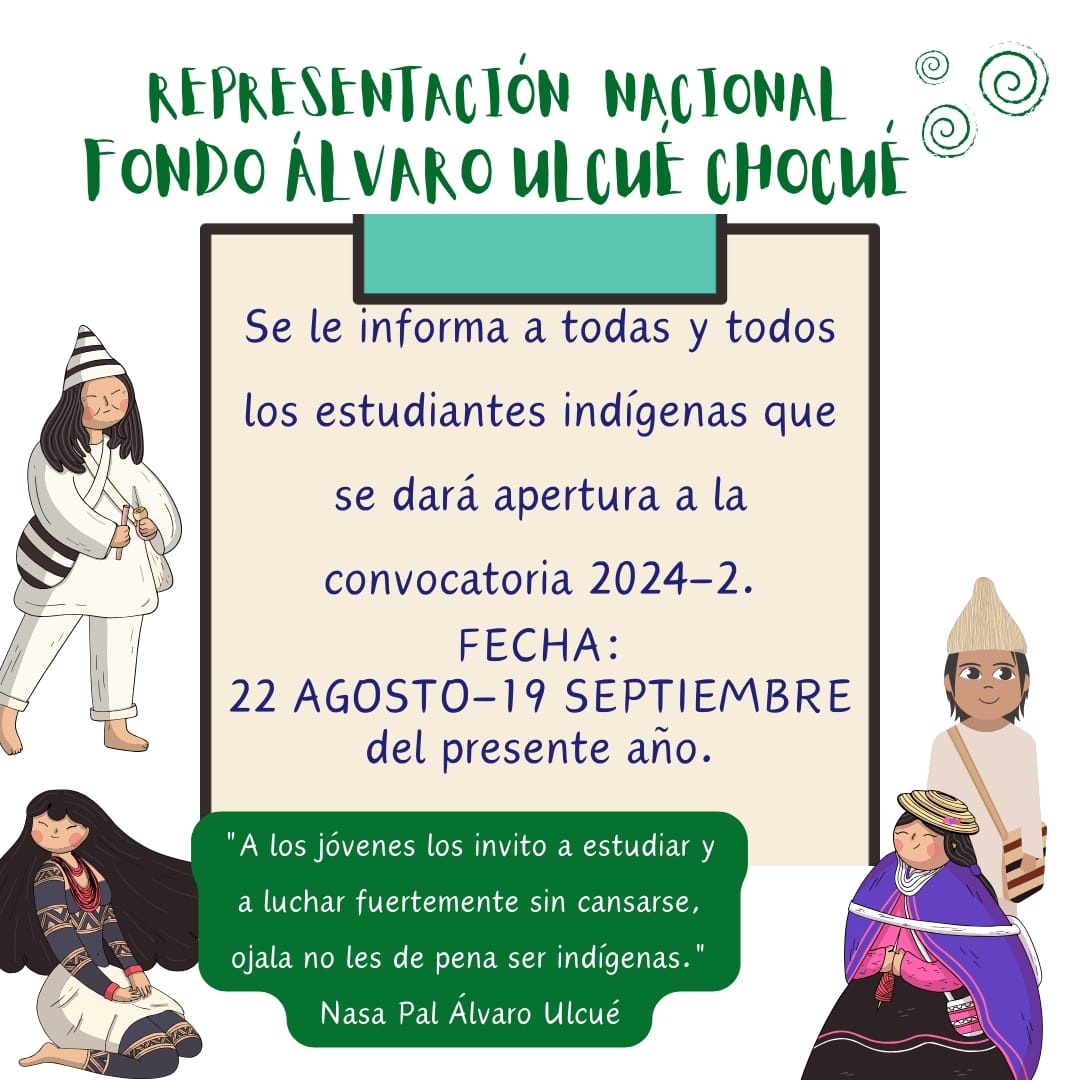 REPRESENTACIÓN NACIONAL
FONDO ÁLVARO ULCUÉ CHOCUÉ
Se le informa a todas y todos
los estudiantes indígenas que
se dará apertura a la
convocatoria 2024–2.
FECHA:
22 AGOSTO–19 SEPTIEMBRE
del presente año.
"A los jóvenes los invito a estudiar y
a luchar fuertemente sin cansarse,
ojala no les de pena ser indígenas."
Nasa Pal Álvaro Ulcué